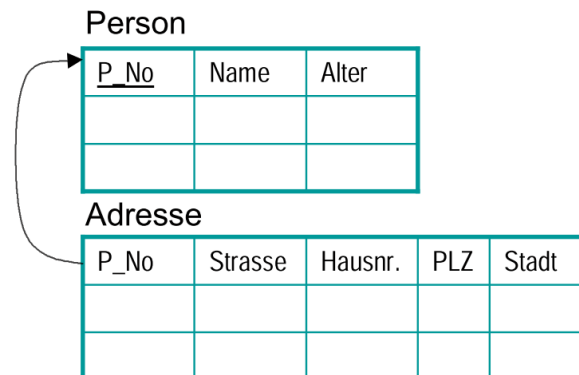 Person
P_No Name Alter
Adresse
P_No Strasse Hausnr. PLZ Stadt